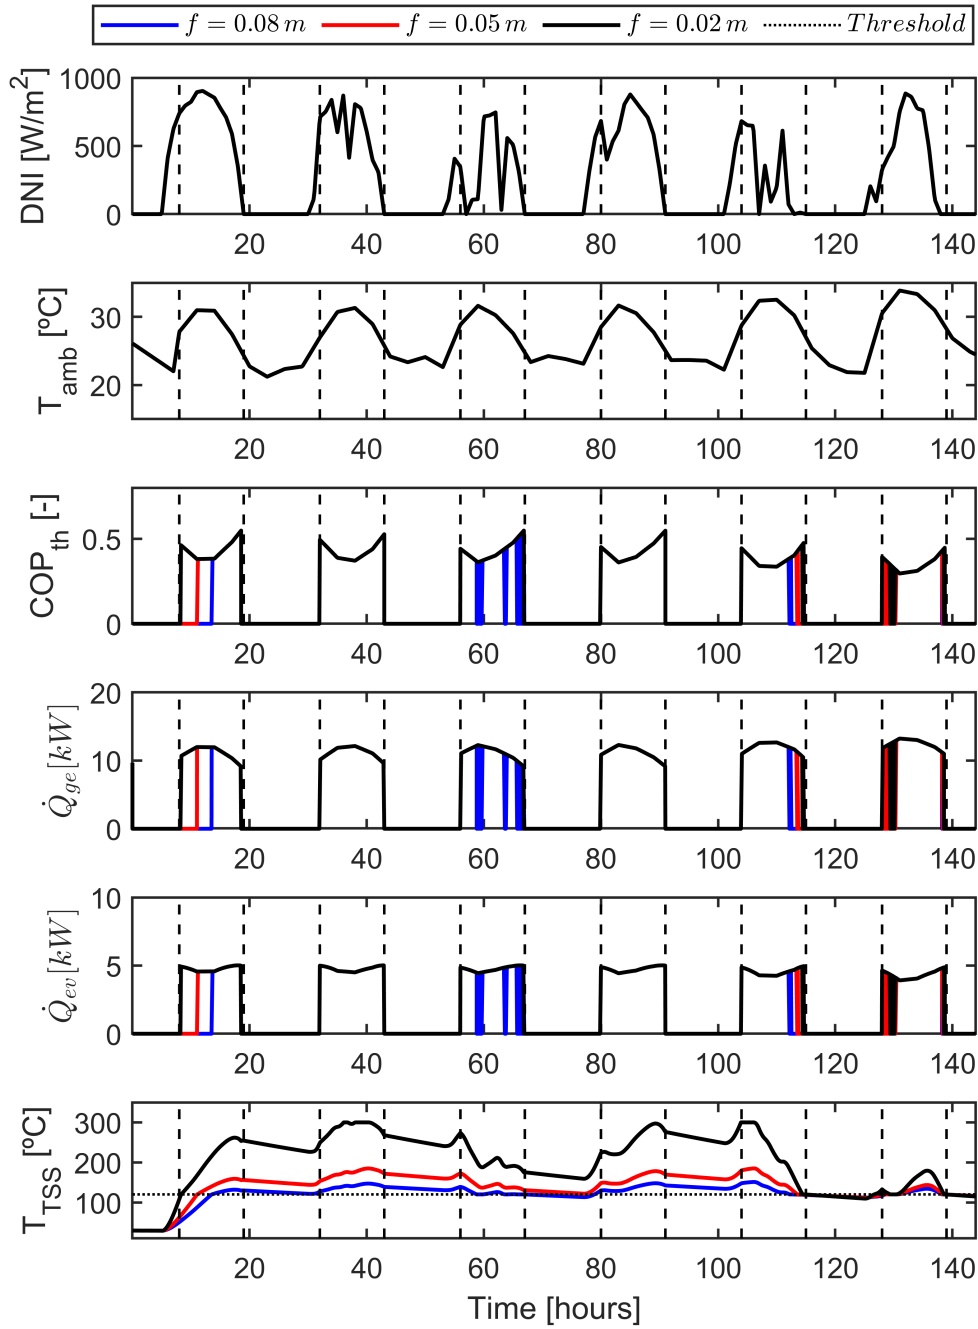 f = 0.08 m f = 0.05 m f = 0.02 m Threshold
DNI [W/m²]
1000
500
0
20 40 60 80 100 120 140
T_amb [ºC]
30
20
20 40 60 80 100 120 140
COP_th [-]
0.5
0
20 40 60 80 100 120 140
Q̇_ge[kW]
20
10
0
20 40 60 80 100 120 140
Q̇_ev[kW]
10
5
0
20 40 60 80 100 120 140
T_TSS [ºC]
300
200
100
20 40 60 80 100 120 140
Time [hours]